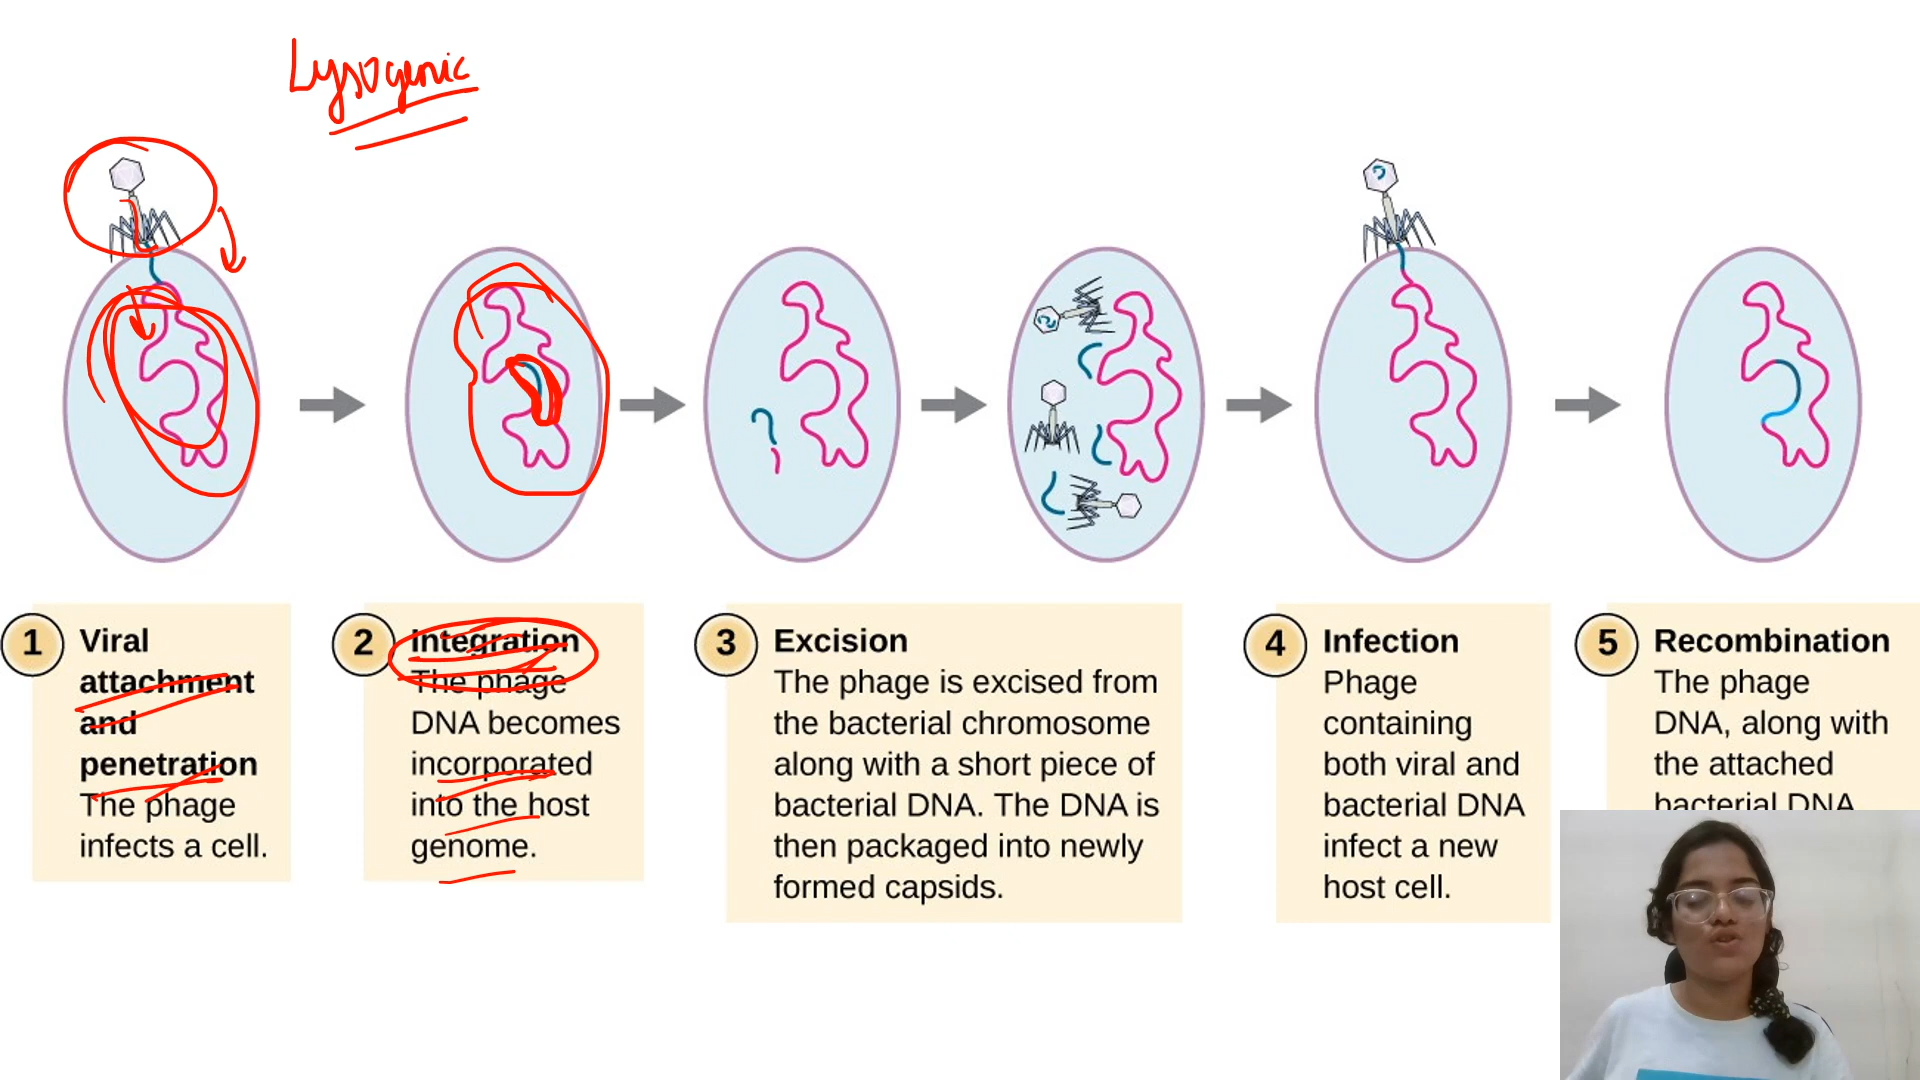 Lysogenic
1
Viral
attachment
and
penetration
The phage
infects a cell.
2
Integration
The phage
DNA becomes
incorporated
into the host
genome.
3
Excision
The phage is excised from
the bacterial chromosome
along with a short piece of
bacterial DNA. The DNA is
then packaged into newly
formed capsids.
4
Infection
Phage
containing
both viral and
bacterial DNA
infect a new
host cell.
5
Recombination
The phage
DNA, along with
the attached
bacterial DNA